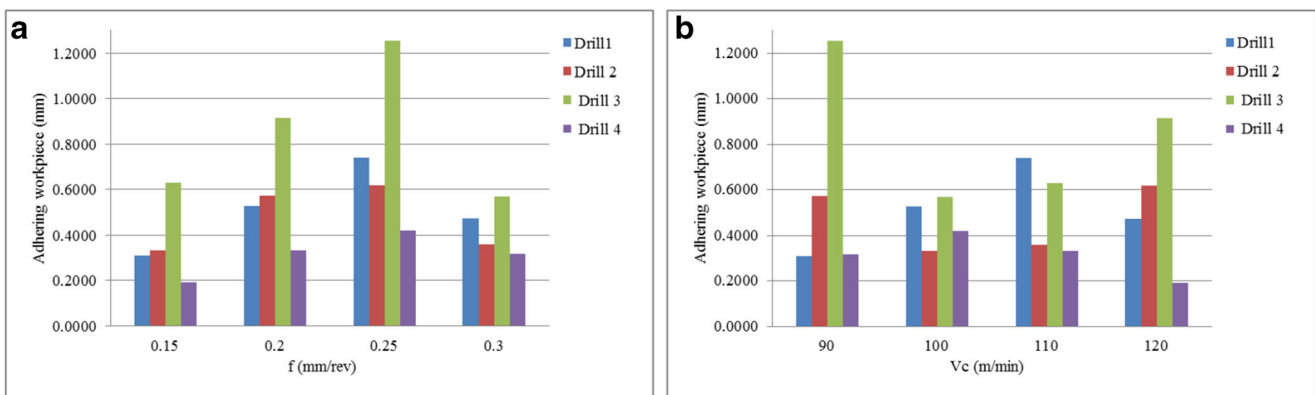 a
1.2000
1.0000
0.8000
0.6000
0.4000
0.2000
0.0000
Adhering workpiece (mm)
0.15 0.2 0.25 0.3
f (mm/rev)
Drill1
Drill 2
Drill 3
Drill 4
b
1.2000
1.0000
0.8000
0.6000
0.4000
0.2000
0.0000
Adhering workpiece (mm)
90 100 110 120
Vc (m/min)
Drill1
Drill 2
Drill 3
Drill 4